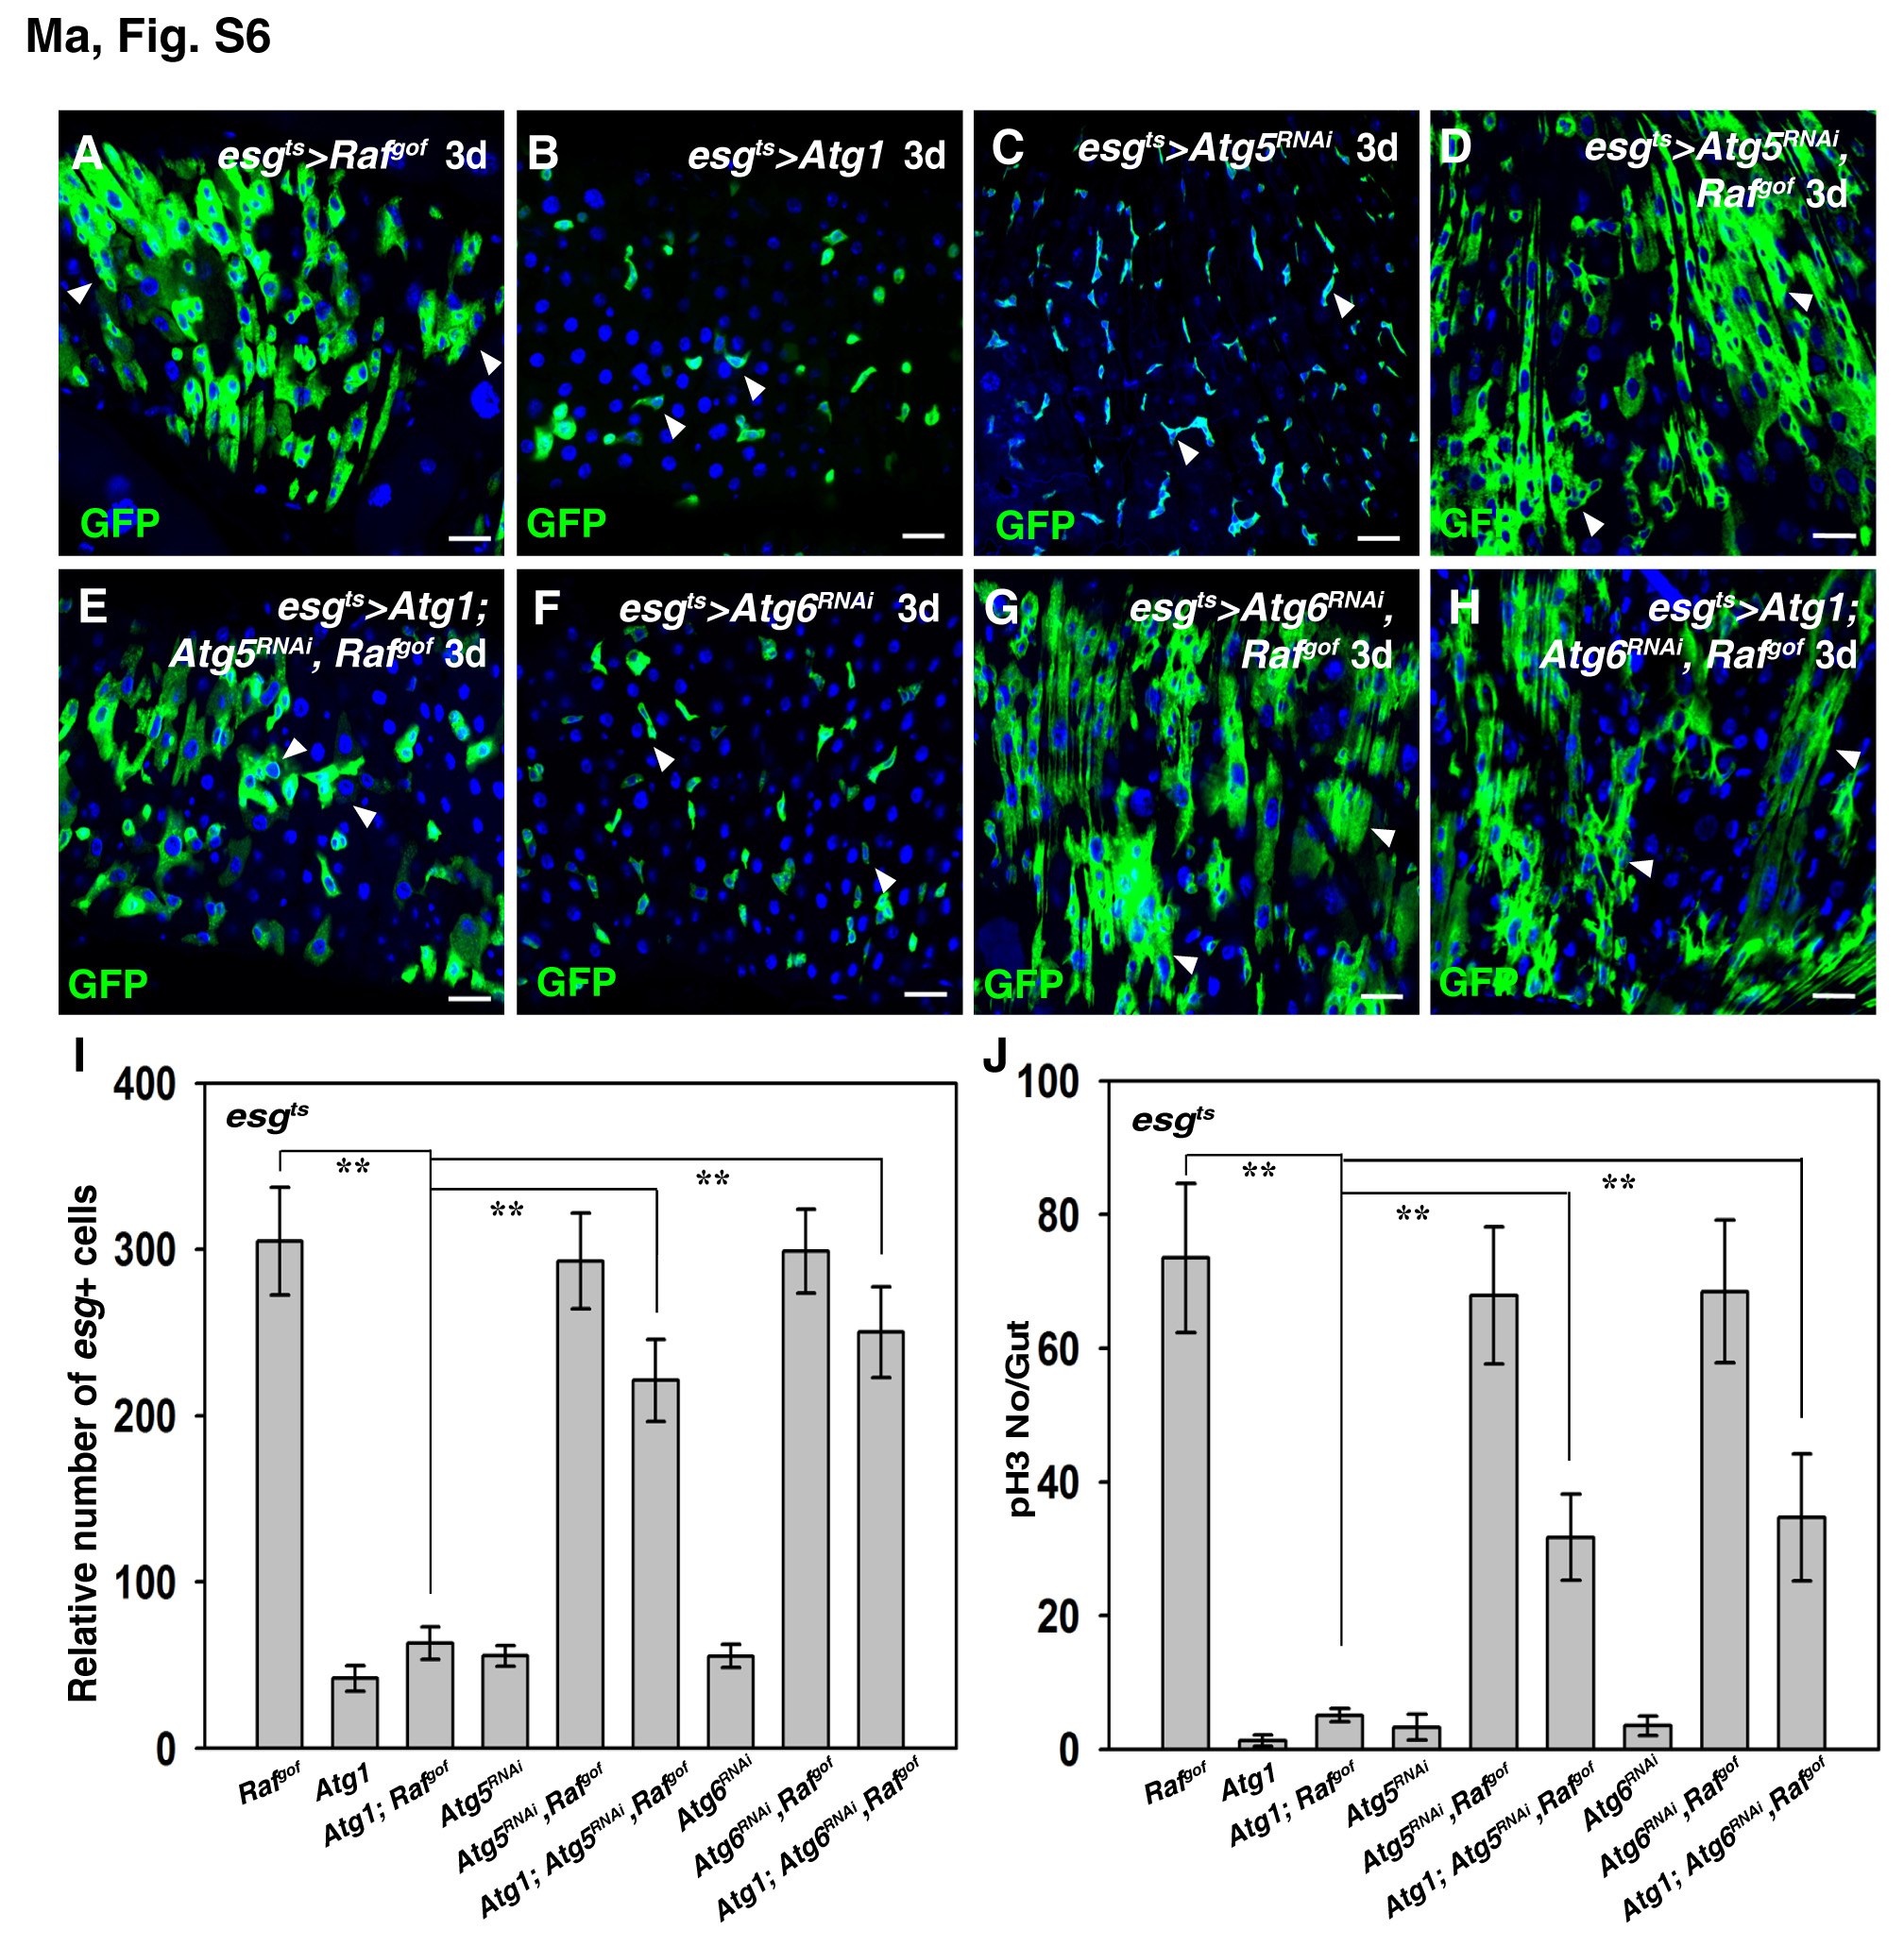 Ma, Fig. S6
A esgts>Rafgof 3d
GFP
B esgts>Atg1 3d
GFP
C esgts>Atg5RNAi 3d
GFP
D esgts>Atg5RNAi,
Rafgof 3d
GFP
E esgts>Atg1;
Atg5RNAi, Rafgof 3d
GFP
F esgts>Atg6RNAi 3d
GFP
G esgts>Atg6RNAi,
Rafgof 3d
GFP
H esgts>Atg1;
Atg6RNAi, Rafgof 3d
GFP
I
esgts
Relative number of esg+ cells
400
300
200
100
0
**
**
**
Rafgof
Atg1
Atg1; Rafgof
Atg5RNAi
Atg5RNAi,Rafgof
Atg1; Atg5RNAi,Rafgof
Atg6RNAi
Atg6RNAi,Rafgof
Atg1; Atg6RNAi,Rafgof
J
esgts
pH3 No/Gut
100
80
60
40
20
0
**
**
**
Rafgof
Atg1
Atg1; Rafgof
Atg5RNAi
Atg5RNAi,Rafgof
Atg1; Atg5RNAi,Rafgof
Atg6RNAi
Atg6RNAi,Rafgof
Atg1; Atg6RNAi,Rafgof